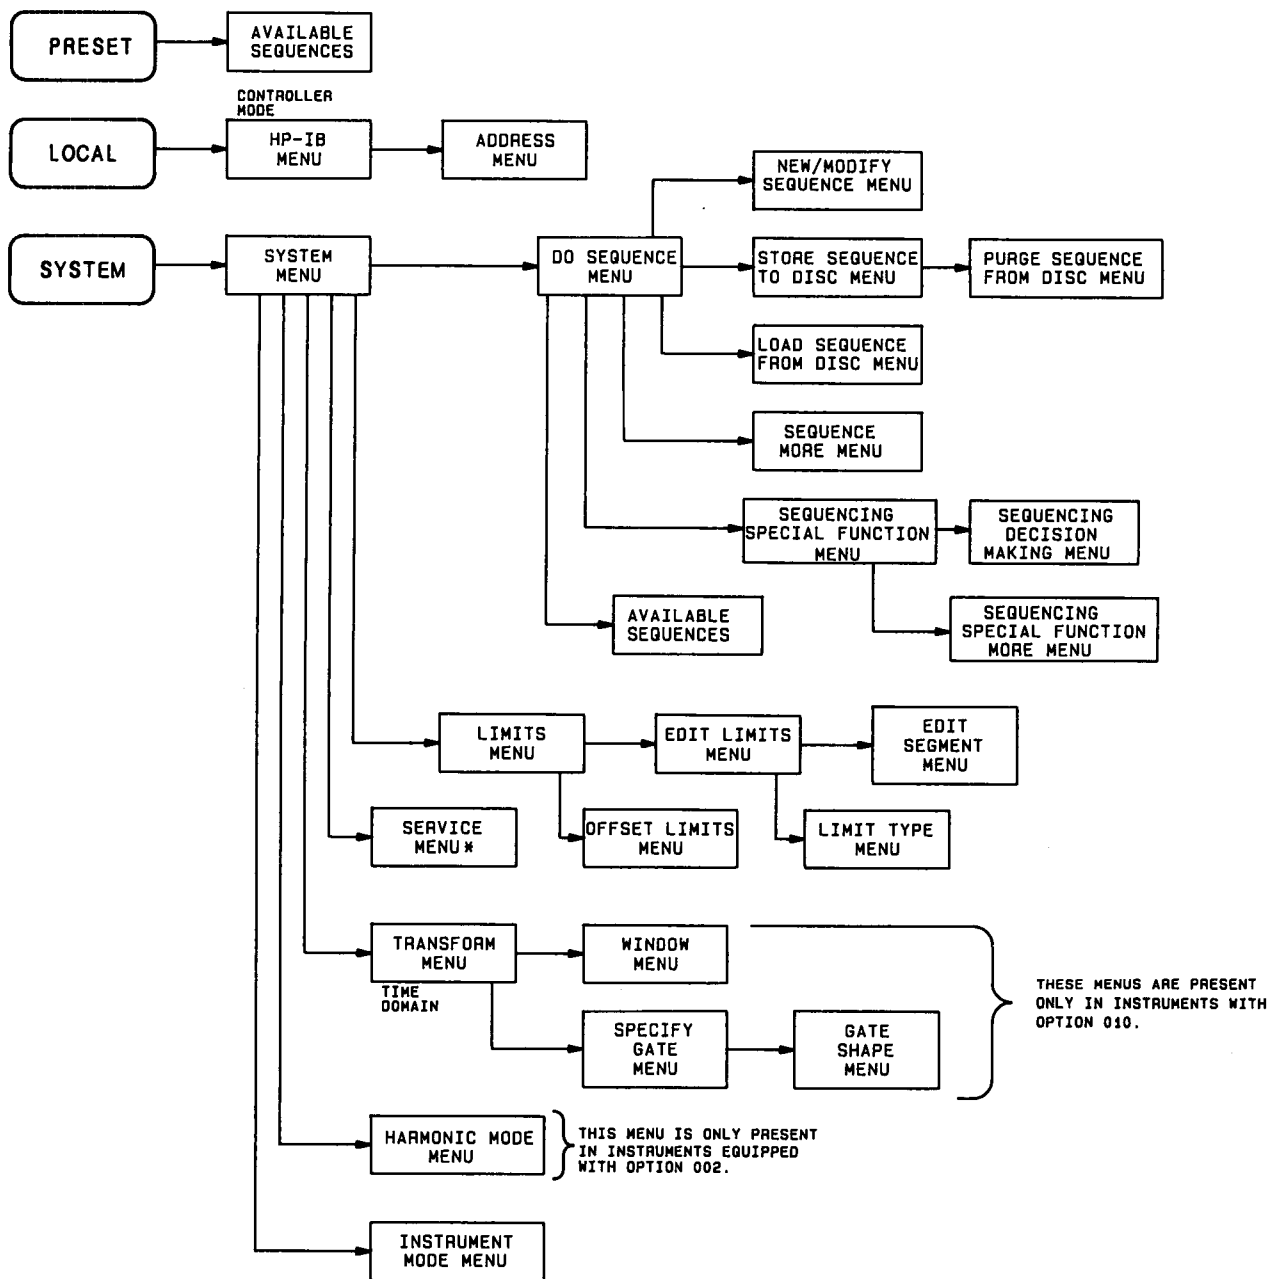 PRESET
AVAILABLE
SEQUENCES
CONTROLLER
MODE
LOCAL
HP-IB
MENU
ADDRESS
MENU
NEW/MODIFY
SEQUENCE MENU
SYSTEM
SYSTEM
MENU
DO SEQUENCE
MENU
STORE SEQUENCE
TO DISC MENU
PURGE SEQUENCE
FROM DISC MENU
LOAD SEQUENCE
FROM DISC MENU
SEQUENCE
MORE MENU
SEQUENCING
SPECIAL FUNCTION
MENU
SEQUENCING
DECISION
MAKING MENU
AVAILABLE
SEQUENCES
SEQUENCING
SPECIAL FUNCTION
MORE MENU
LIMITS
MENU
EDIT LIMITS
MENU
EDIT
SEGMENT
MENU
SERVICE
MENU*
OFFSET LIMITS
MENU
LIMIT TYPE
MENU
TRANSFORM
MENU
TIME
DOMAIN
WINDOW
MENU
SPECIFY
GATE
MENU
GATE
SHAPE
MENU
THESE MENUS ARE PRESENT
ONLY IN INSTRUMENTS WITH
OPTION 010.
HARMONIC MODE
MENU
THIS MENU IS ONLY PRESENT
IN INSTRUMENTS EQUIPPED
WITH OPTION 002.
INSTRUMENT
MODE MENU